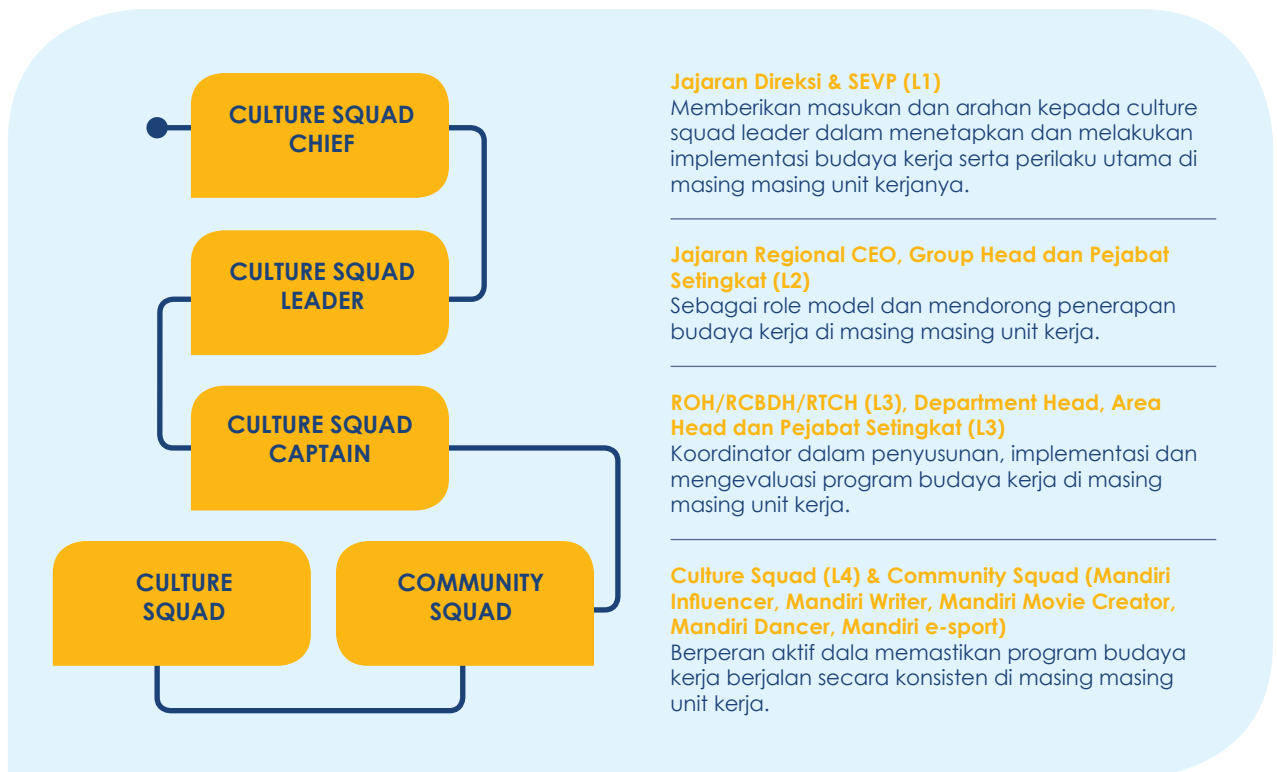 CULTURE SQUAD
CHIEF
Jajaran Direksi & SEVP (L1)
Memberikan masukan dan arahan kepada culture
squad leader dalam menetapkan dan melakukan
implementasi budaya kerja serta perilaku utama di
masing masing unit kerjanya.
CULTURE SQUAD
LEADER
Jajaran Regional CEO, Group Head dan Pejabat
Setingkat (L2)
Sebagai role model dan mendorong penerapan
budaya kerja di masing masing unit kerja.
CULTURE SQUAD
CAPTAIN
ROH/RCBDH/RTCH (L3), Department Head, Area
Head dan Pejabat Setingkat (L3)
Koordinator dalam penyusunan, implementasi dan
mengevaluasi program budaya kerja di masing
masing unit kerja.
CULTURE
SQUAD
COMMUNITY
SQUAD
Culture Squad (L4) & Community Squad (Mandiri
Influencer, Mandiri Writer, Mandiri Movie Creator,
Mandiri Dancer, Mandiri e-sport)
Berperan aktif dala memastikan program budaya
kerja berjalan secara konsisten di masing masing
unit kerja.